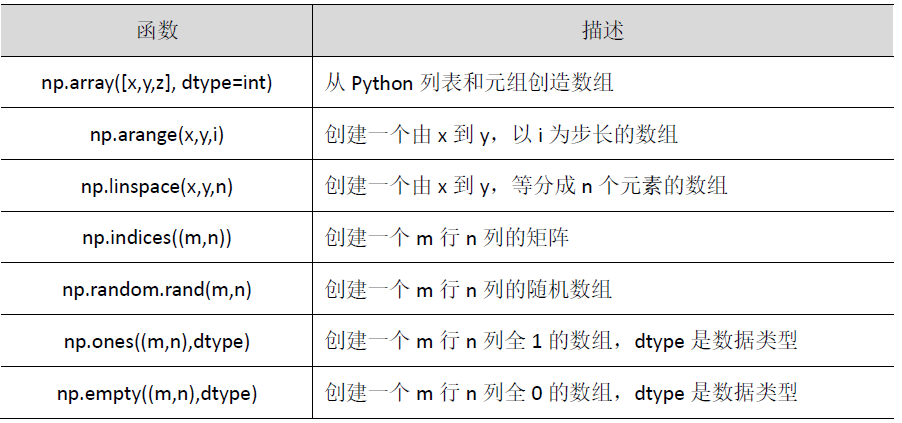 函数 描述
np.array([x,y,z], dtype=int) 从 Python 列表和元组创造数组
np.arange(x,y,i) 创建一个由 x 到 y，以 i 为步长的数组
np.linspace(x,y,n) 创建一个由 x 到 y，等分成 n 个元素的数组
np.indices((m,n)) 创建一个 m 行 n 列的矩阵
np.random.rand(m,n) 创建一个 m 行 n 列的随机数组
np.ones((m,n),dtype) 创建一个 m 行 n 列全 1 的数组，dtype 是数据类型
np.empty((m,n),dtype) 创建一个 m 行 n 列全 0 的数组，dtype 是数据类型